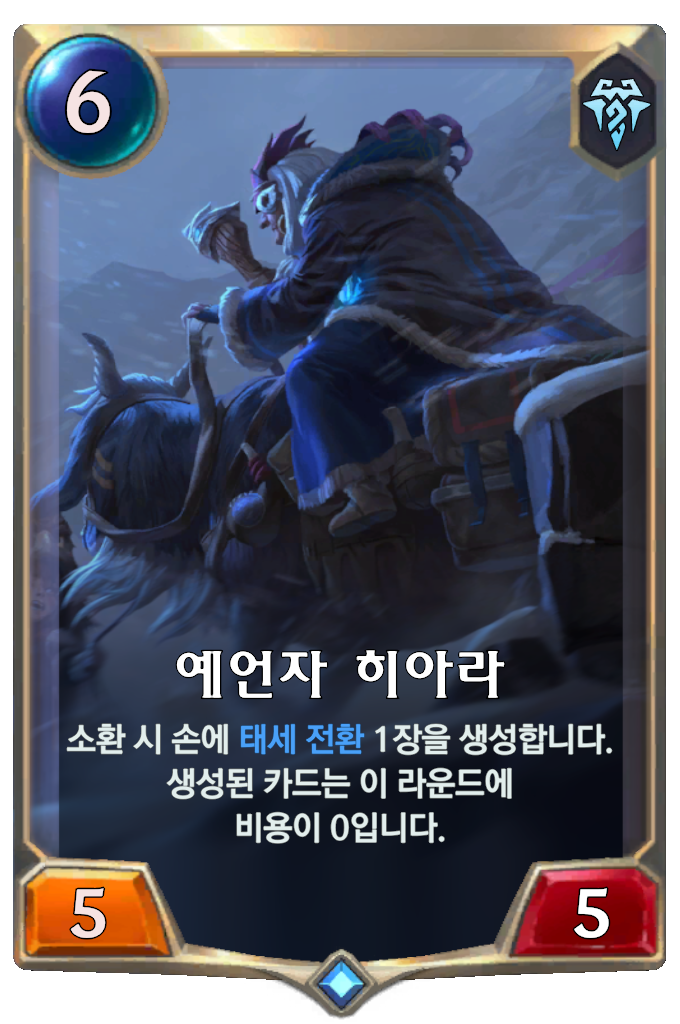 6
예언자 히아라
소환 시 손에 태세 전환 1장을 생성합니다.
생성된 카드는 이 라운드에
비용이 0입니다.
5
5